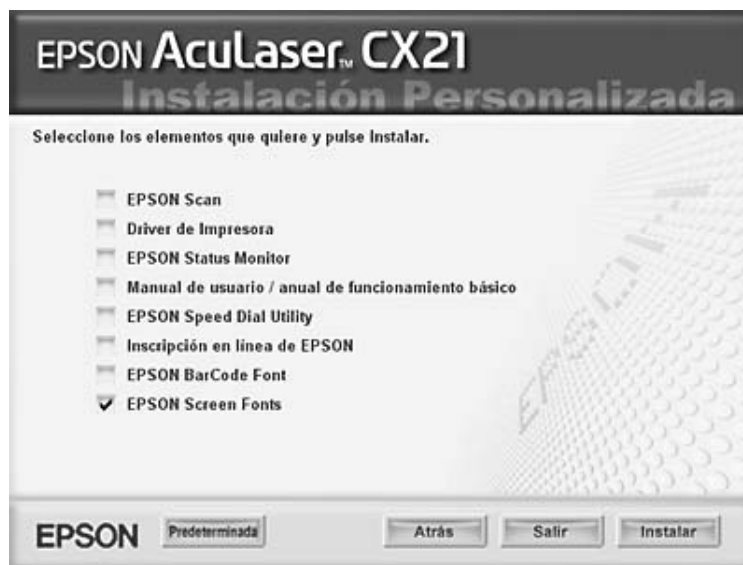 EPSON AcuLaser™ CX21
Instalación Personalizada
Seleccione los elementos que quiere y pulse Instalar.
EPSON Scan
Driver de Impresora
EPSON Status Monitor
Manual de usuario / anual de funcionamiento básico
EPSON Speed Dial Utility
Inscripción en línea de EPSON
EPSON BarCode Font
EPSON Screen Fonts
EPSON
EPSON Predeterminada Atrás Salir Instalar